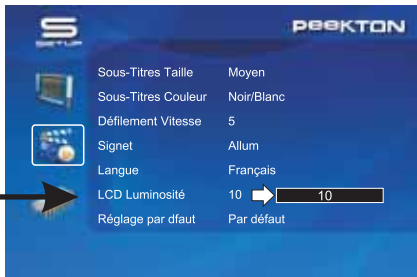 S
SETUP
PEEKTON
Sous-Titres Taille Moyen
Sous-Titres Couleur Noir/Blanc
Défilement Vitesse 5
Signet Allum
Langue Français
LCD Luminosité 10 10
Réglage par dfaut Par défaut